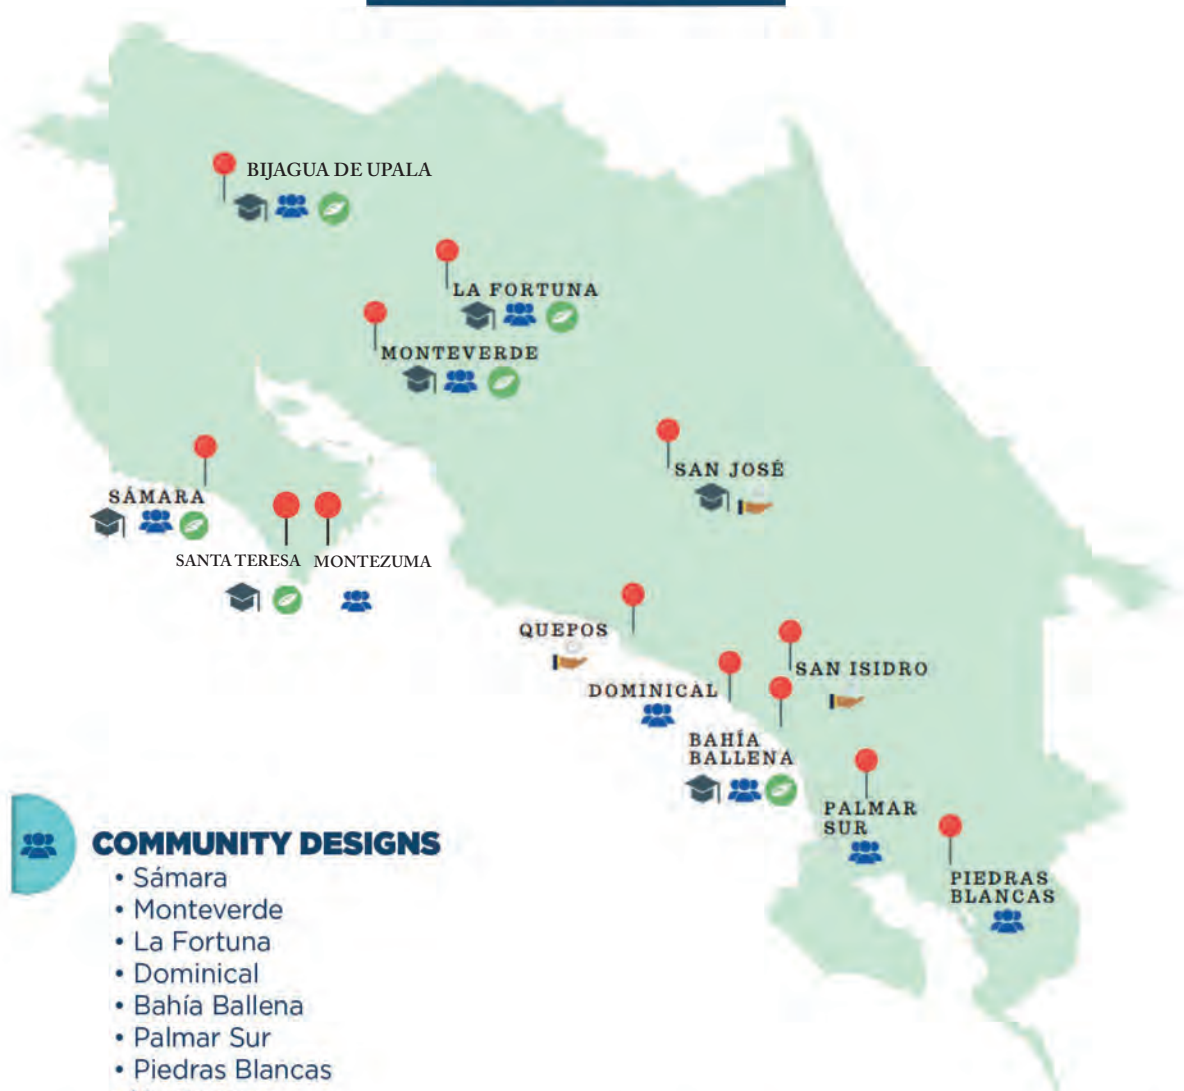 BIJAGUA DE UPALA
LA FORTUNA
MONTEVERDE
SAN JOSÉ
SÁMARA
SANTA TERESA
MONTEZUMA
QUEPOS
SAN ISIDRO
DOMINICAL
BAHÍA
BALLENA
PALMAR
SUR
PIEDRAS
BLANCAS
COMMUNITY DESIGNS
• Sámara
• Monteverde
• La Fortuna
• Dominical
• Bahía Ballena
• Palmar Sur
• Piedras Blancas